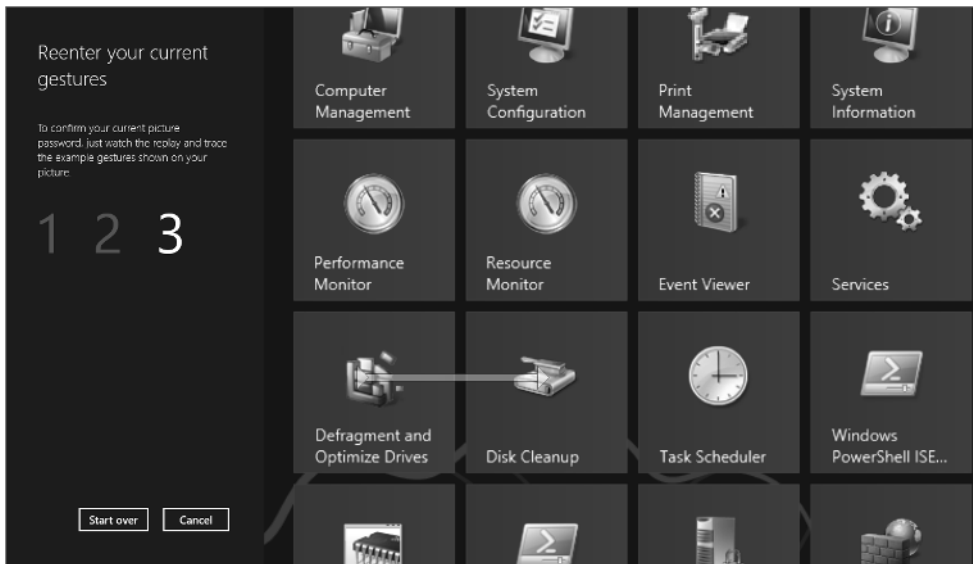 Reenter your current
gestures
To confirm your current picture
password, just watch the replay and trace
the example gestures shown on your
picture.
1 2 3
Start over
Cancel
Computer
Management
System
Configuration
Print
Management
System
Information
Performance
Monitor
Resource
Monitor
Event Viewer
Services
Defragment and
Optimize Drives
Disk Cleanup
Task Scheduler
Windows
PowerShell ISE...